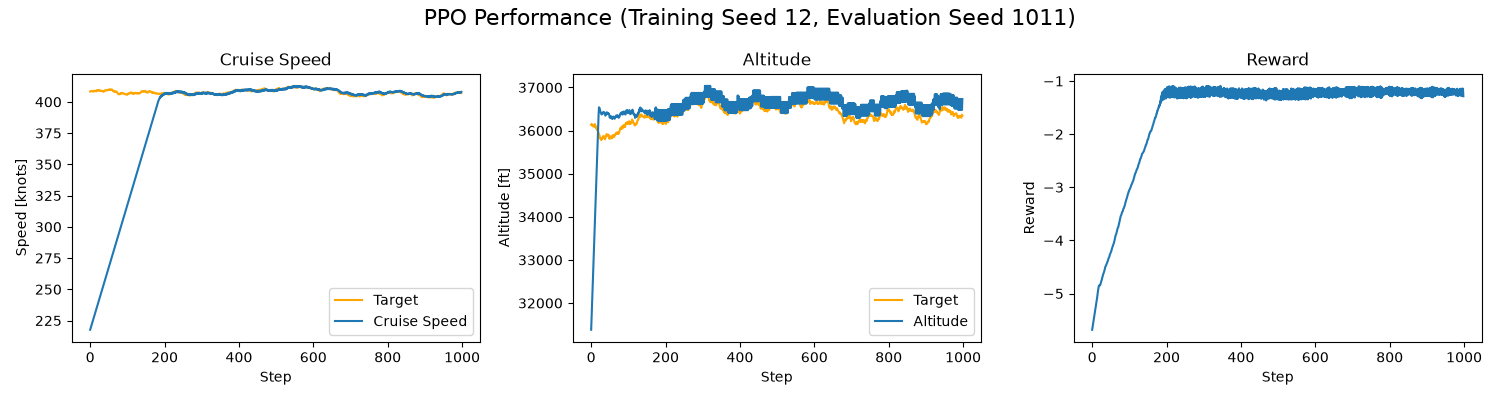 PPO Performance (Training Seed 12, Evaluation Seed 1011)
Cruise Speed
Speed [knots]
400
375
350
325
300
275
250
225
0
200
400
600
800
1000
Step
Target
Cruise Speed
Altitude
Altitude [ft]
37000
36000
35000
34000
33000
32000
0
200
400
600
800
1000
Step
Target
Altitude
Reward
Reward
−1
−2
−3
−4
−5
0
200
400
600
800
1000
Step